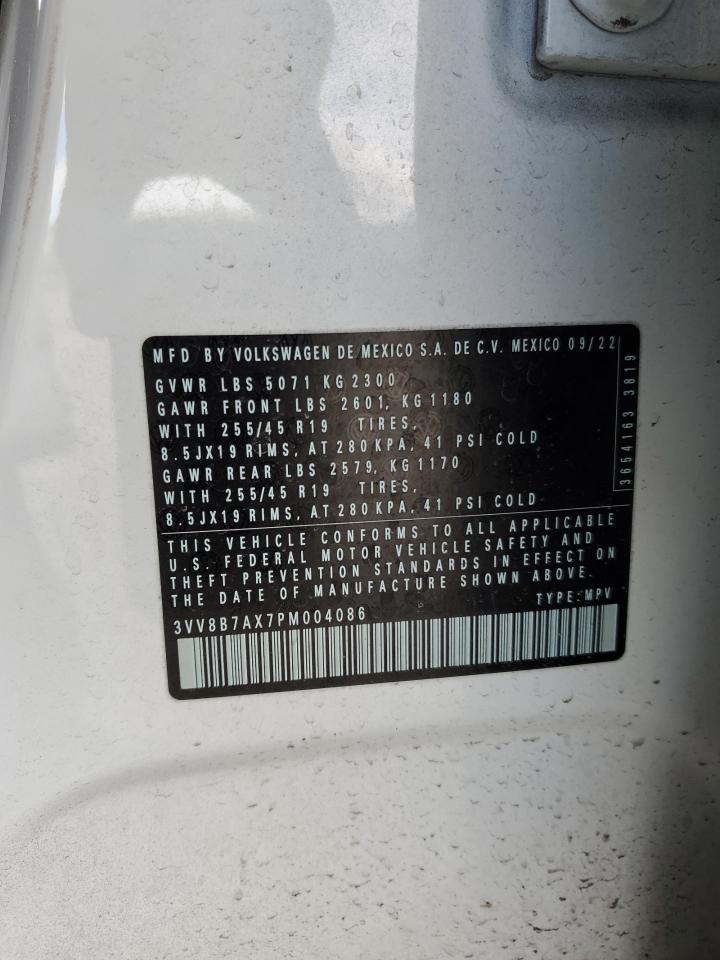 MFD BY VOLKSWAGEN DE MEXICO S.A. DE C.V. MEXICO 09/22
GVWR LBS 5071 KG 2300
GAWR FRONT LBS 2601, KG 1180
WITH 255/45 R19 TIRES,
8.5JX19 RIMS, AT 280 KPA, 41 PSI COLD
GAWR REAR LBS 2579, KG 1170
WITH 255/45 R19 TIRES,
8.5JX19 RIMS, AT 280 KPA, 41 PSI COLD
3654163 3819
THIS VEHICLE CONFORMS TO ALL APPLICABLE
U.S. FEDERAL MOTOR VEHICLE SAFETY AND
THEFT PREVENTION STANDARDS IN EFFECT ON
THE DATE OF MANUFACTURE SHOWN ABOVE.
TYPE: MPV
3VV8B7AX7PM004086